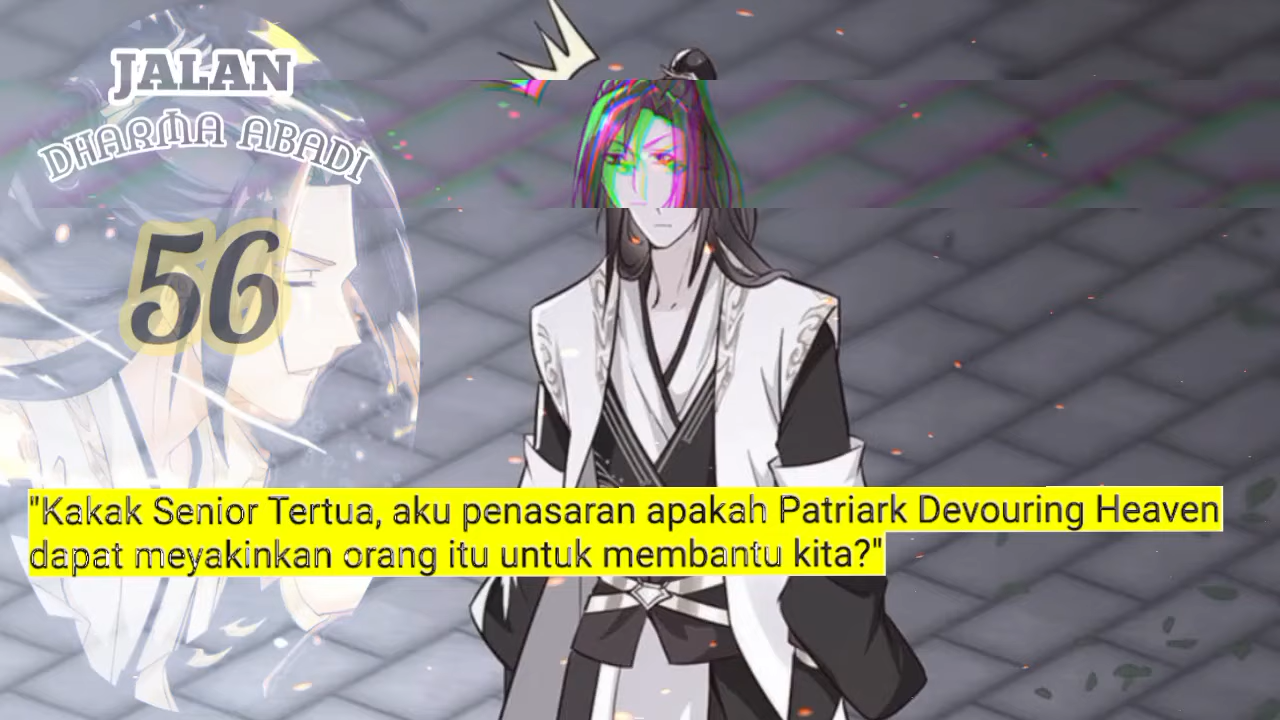 JALAN
DHARMA ABADI
56
"Kakak Senior Tertua, aku penasaran apakah Patriark Devouring Heaven
dapat meyakinkan orang itu untuk membantu kita?"